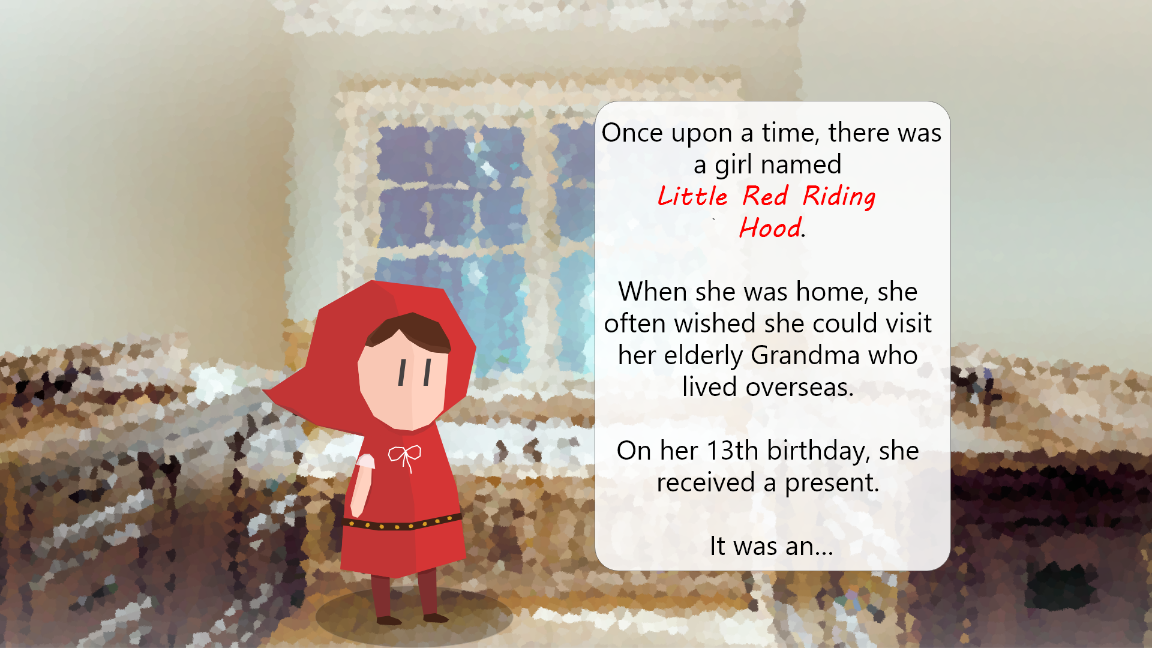 Once upon a time, there was
a girl named
Little Red Riding
Hood.
When she was home, she
often wished she could visit
her elderly Grandma who
lived overseas.
On her 13th birthday, she
received a present.
It was an...